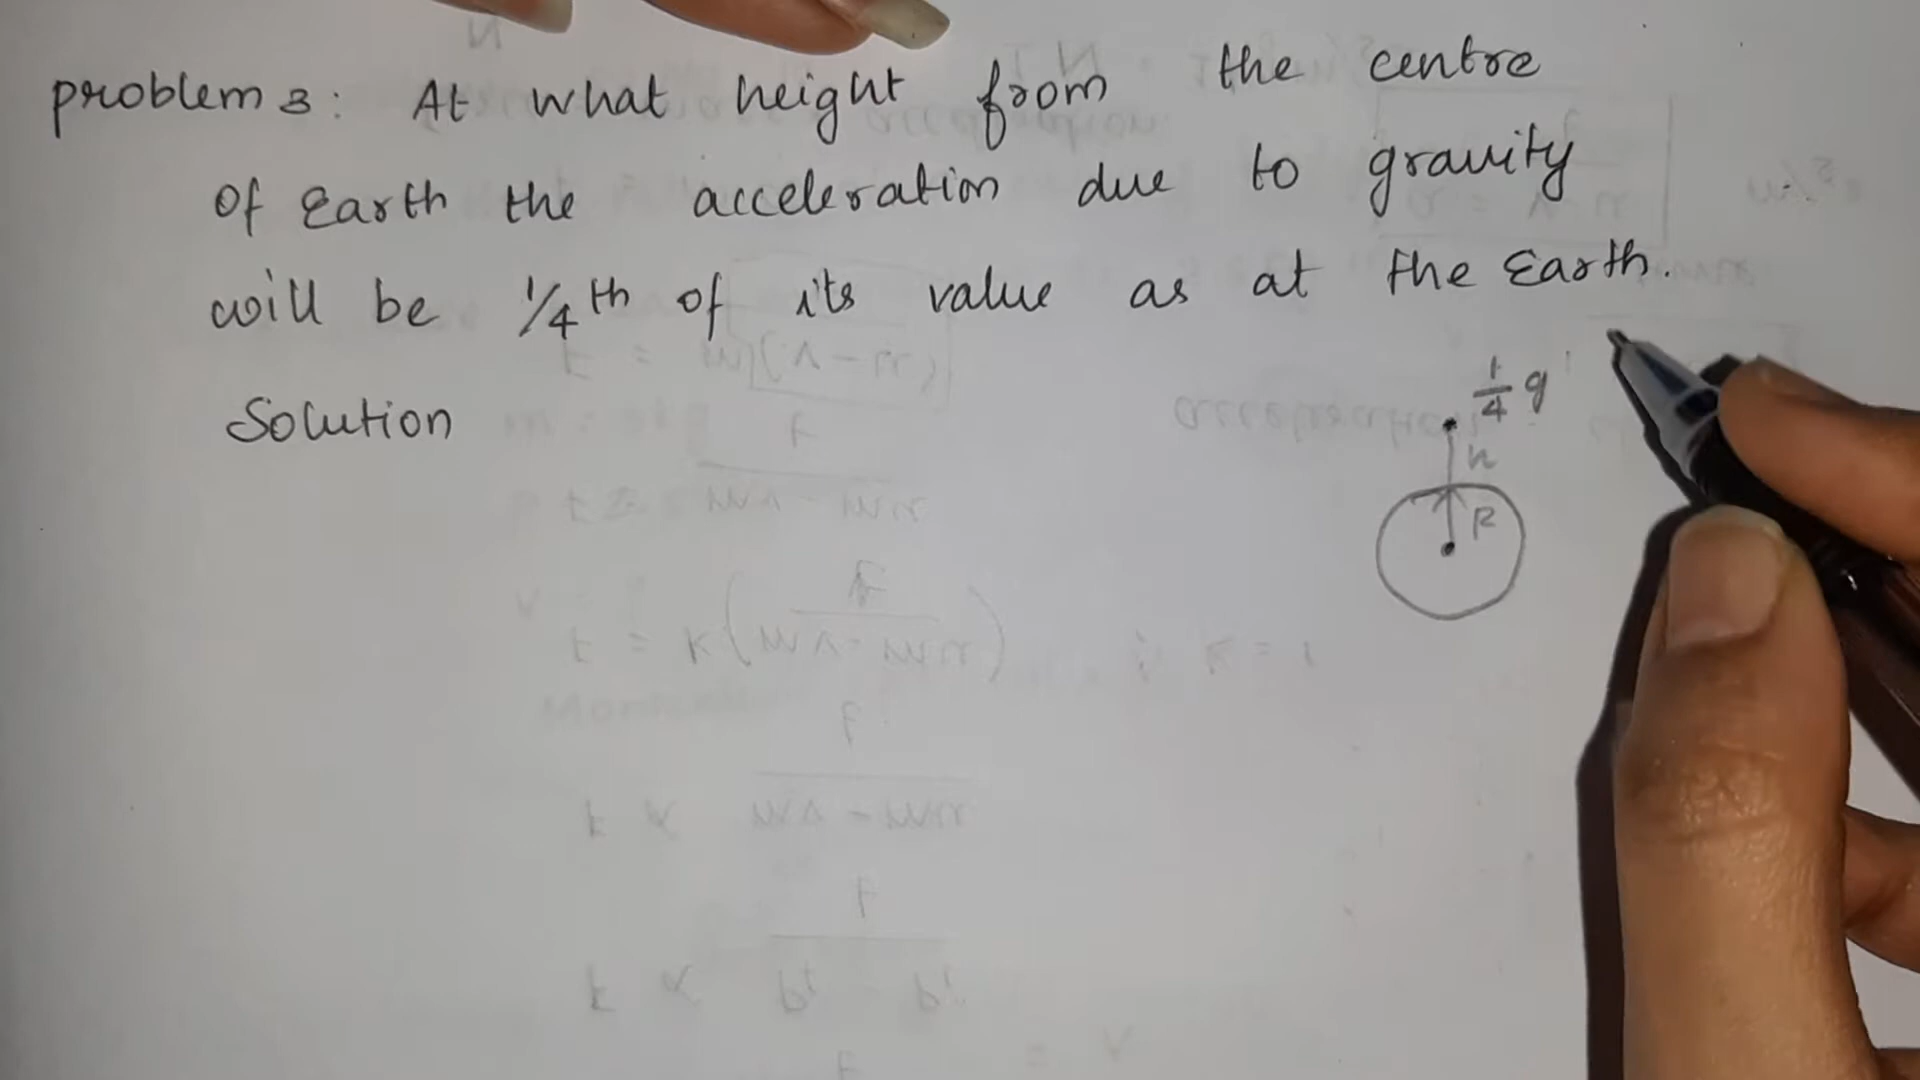 problem 3: At what height from the centre
of Earth the acceleration due to gravity
will be 1/4th of its value as at the Earth.
Solution
1/4 g
h
R